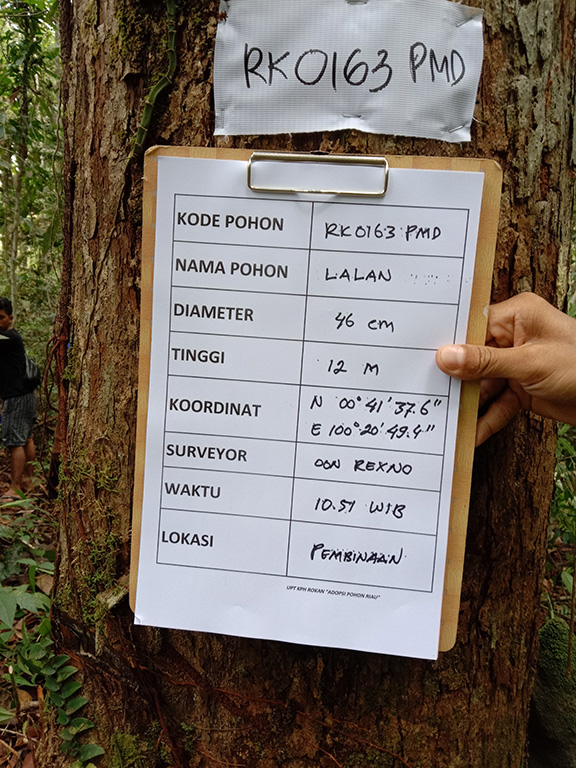 RK0163 PMD
KODE POHON RK0163 PMD
NAMA POHON LALAN
DIAMETER 46 cm
TINGGI 12 M
KOORDINAT N 00° 41' 37.6"
E 100° 20' 49.4"
SURVEYOR OON REXNO
WAKTU 10.51 WIB
LOKASI PEMBINAAN
UPT KPH ROKAN "ADOPSI POHON RIAU"